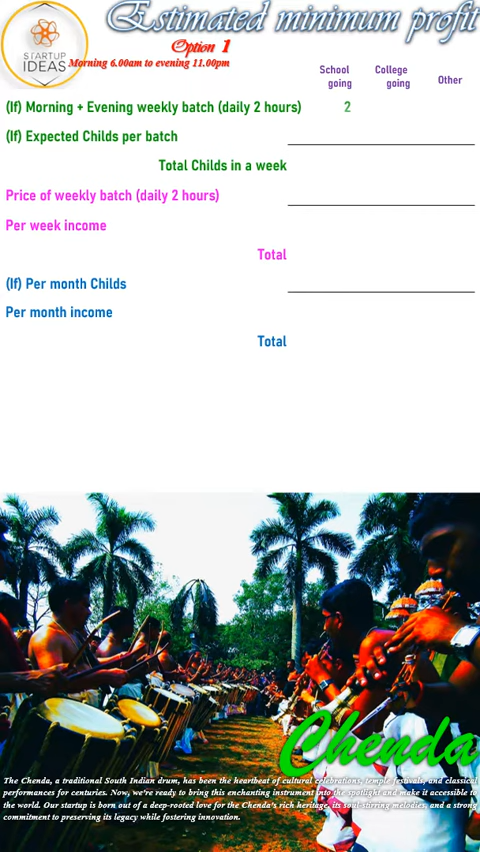 Estimated minimum profit
Option 1
STARTUP
IDEAS
Morning 6.00am to evening 11.00pm
School going
College going
Other
(If) Morning + Evening weekly batch (daily 2 hours) 2
(If) Expected Childs per batch
Total Childs in a week
Price of weekly batch (daily 2 hours)
Per week income
Total
(If) Per month Childs
Per month income
Total
Chenda
The Chenda, a traditional South Indian drum, has been the heartbeat of cultural celebrations, temple festivals, and classical
performances for centuries. Now, we're ready to bring this enchanting instrument into the spotlight and make it accessible to
the world. Our startup is born out of a deep-rooted love for the Chenda's rich heritage, its soul-stirring melodies, and a strong
commitment to preserving its legacy while fostering innovation.